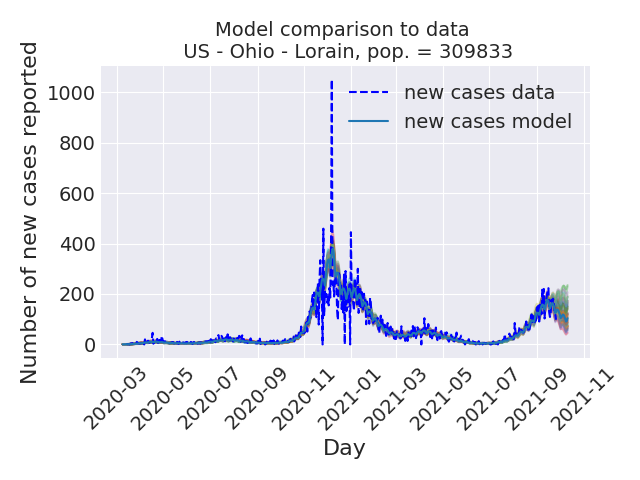 Model comparison to data
US - Ohio - Lorain, pop. = 309833
Number of new cases reported
1000
800
600
400
200
0
new cases data
new cases model
2020-03
2020-05
2020-07
2020-09
2020-11
2021-01
2021-03
2021-05
2021-07
2021-09
2021-11
Day